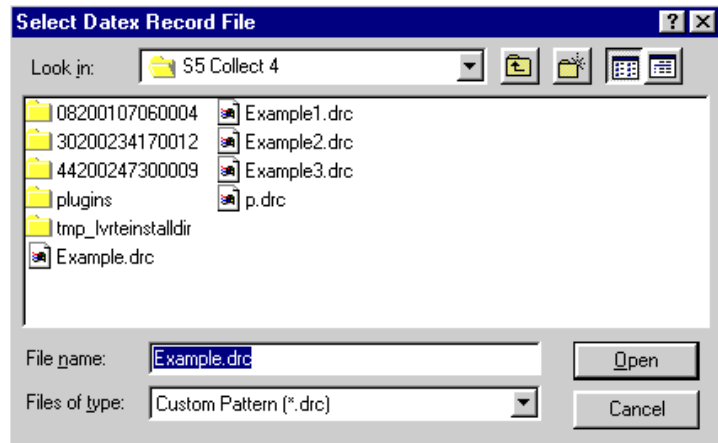 Select Datex Record File
Look in: S5 Collect 4
08200107060004 Example1.drc
30200234170012 Example2.drc
44200247300009 Example3.drc
plugins p.drc
tmp_lvrteinstalldir
Example.drc
File name: Example.drc Open
Files of type: Custom Pattern (*.drc) Cancel